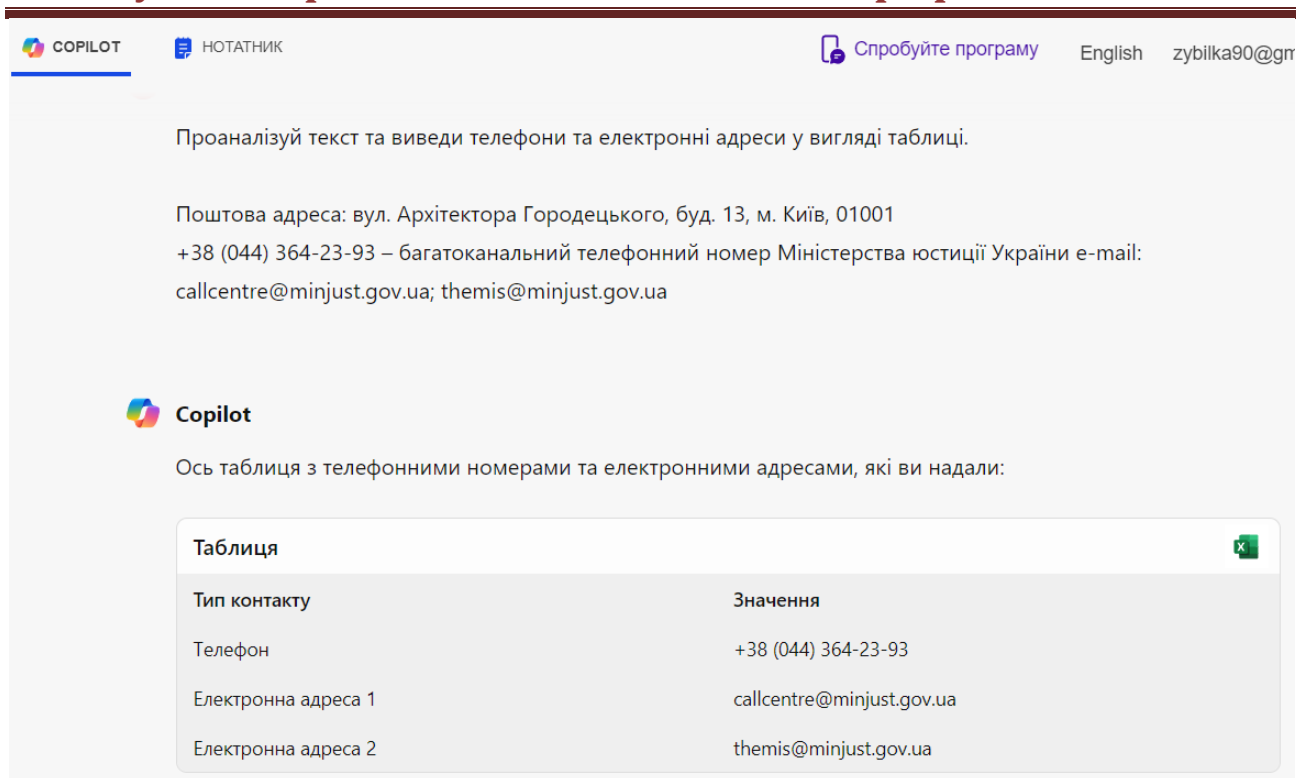 COPILOT НОТАТНИК Спробуйте програму English zybilka90@gm
Проаналізуй текст та виведи телефони та електронні адреси у вигляді таблиці.
Поштова адреса: вул. Архітектора Городецького, буд. 13, м. Київ, 01001
+38 (044) 364-23-93 – багатоканальний телефонний номер Міністерства юстиції України e-mail:
callcentre@minjust.gov.ua; themis@minjust.gov.ua
Copilot
Ось таблиця з телефонними номерами та електронними адресами, які ви надали:
Таблиця
Тип контакту Значення
Телефон +38 (044) 364-23-93
Електронна адреса 1 callcentre@minjust.gov.ua
Електронна адреса 2 themis@minjust.gov.ua